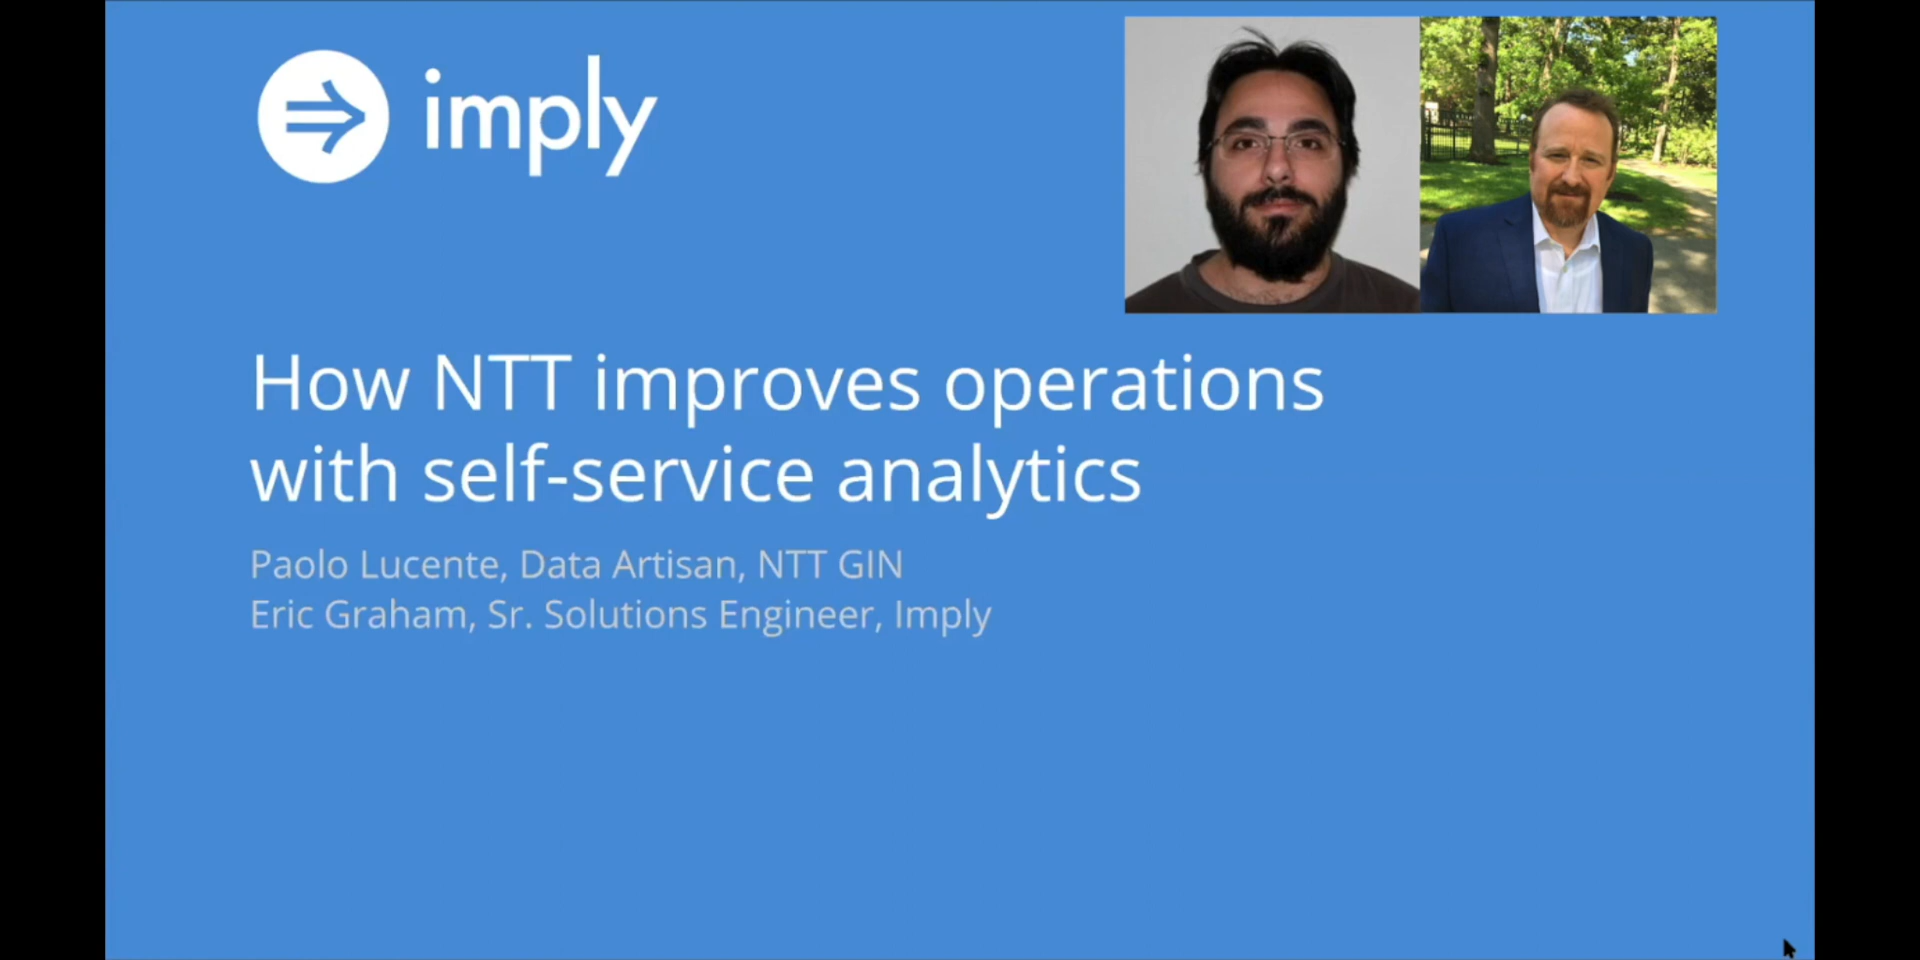 imply
How NTT improves operations
with self-service analytics
Paolo Lucente, Data Artisan, NTT GIN
Eric Graham, Sr. Solutions Engineer, Imply